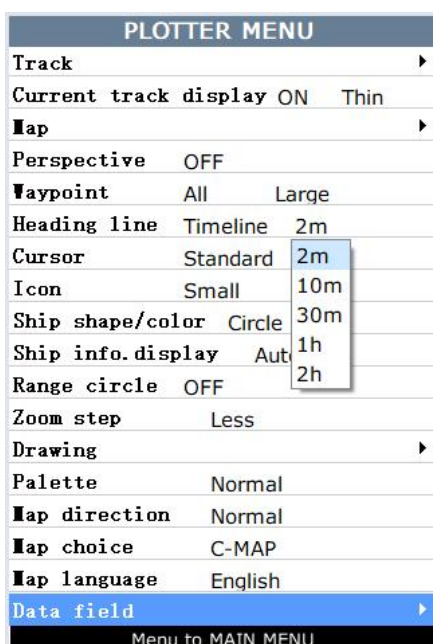 PLOTTER MENU
Track
Current track display ON Thin
Map
Perspective OFF
Waypoint All Large
Heading line Timeline 2m
Cursor Standard 2m
Icon Small 10m
Ship shape/color Circle 30m
Ship info.display Aut 1h
2h
Range circle OFF
Zoom step Less
Drawing
Palette Normal
Map direction Normal
Map choice C-MAP
Map language English
Data field
Menu to MAIN MENU